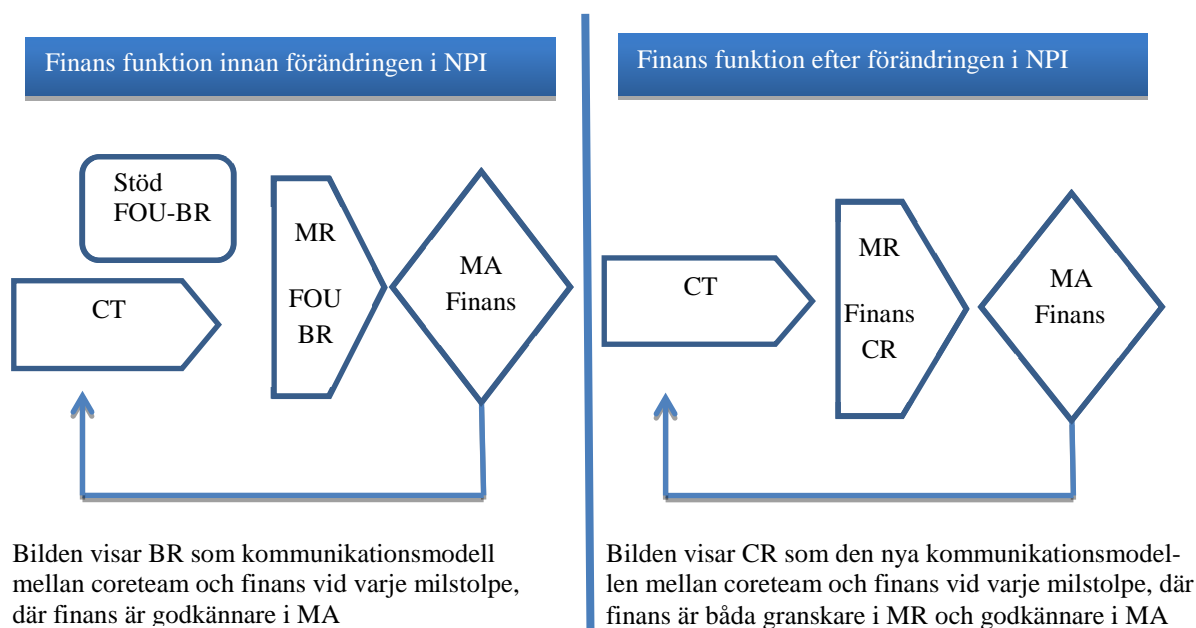 Finans funktion innan förändringen i NPI
Stöd
FOU-BR
CT
MR
FOU
BR
MA
Finans
Bilden visar BR som kommunikationsmodell
mellan coreteam och finans vid varje milstolpe,
där finans är godkännare i MA
Finans funktion efter förändringen i NPI
CT
MR
Finans
CR
MA
Finans
Bilden visar CR som den nya kommunikationsmodel-
len mellan coreteam och finans vid varje milstolpe, där
finans är båda granskare i MR och godkännare i MA